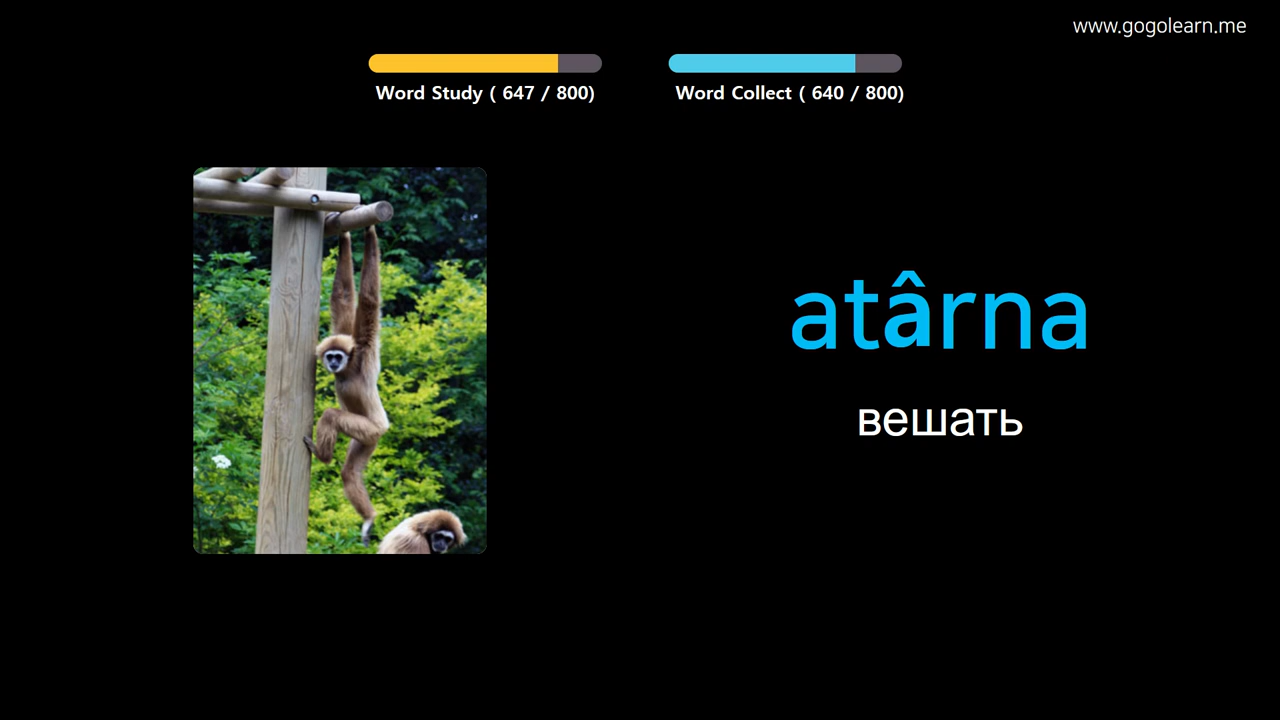 www.gogolearn.me
Word Study ( 647 / 800)
Word Collect ( 640 / 800)
atârna
вешать